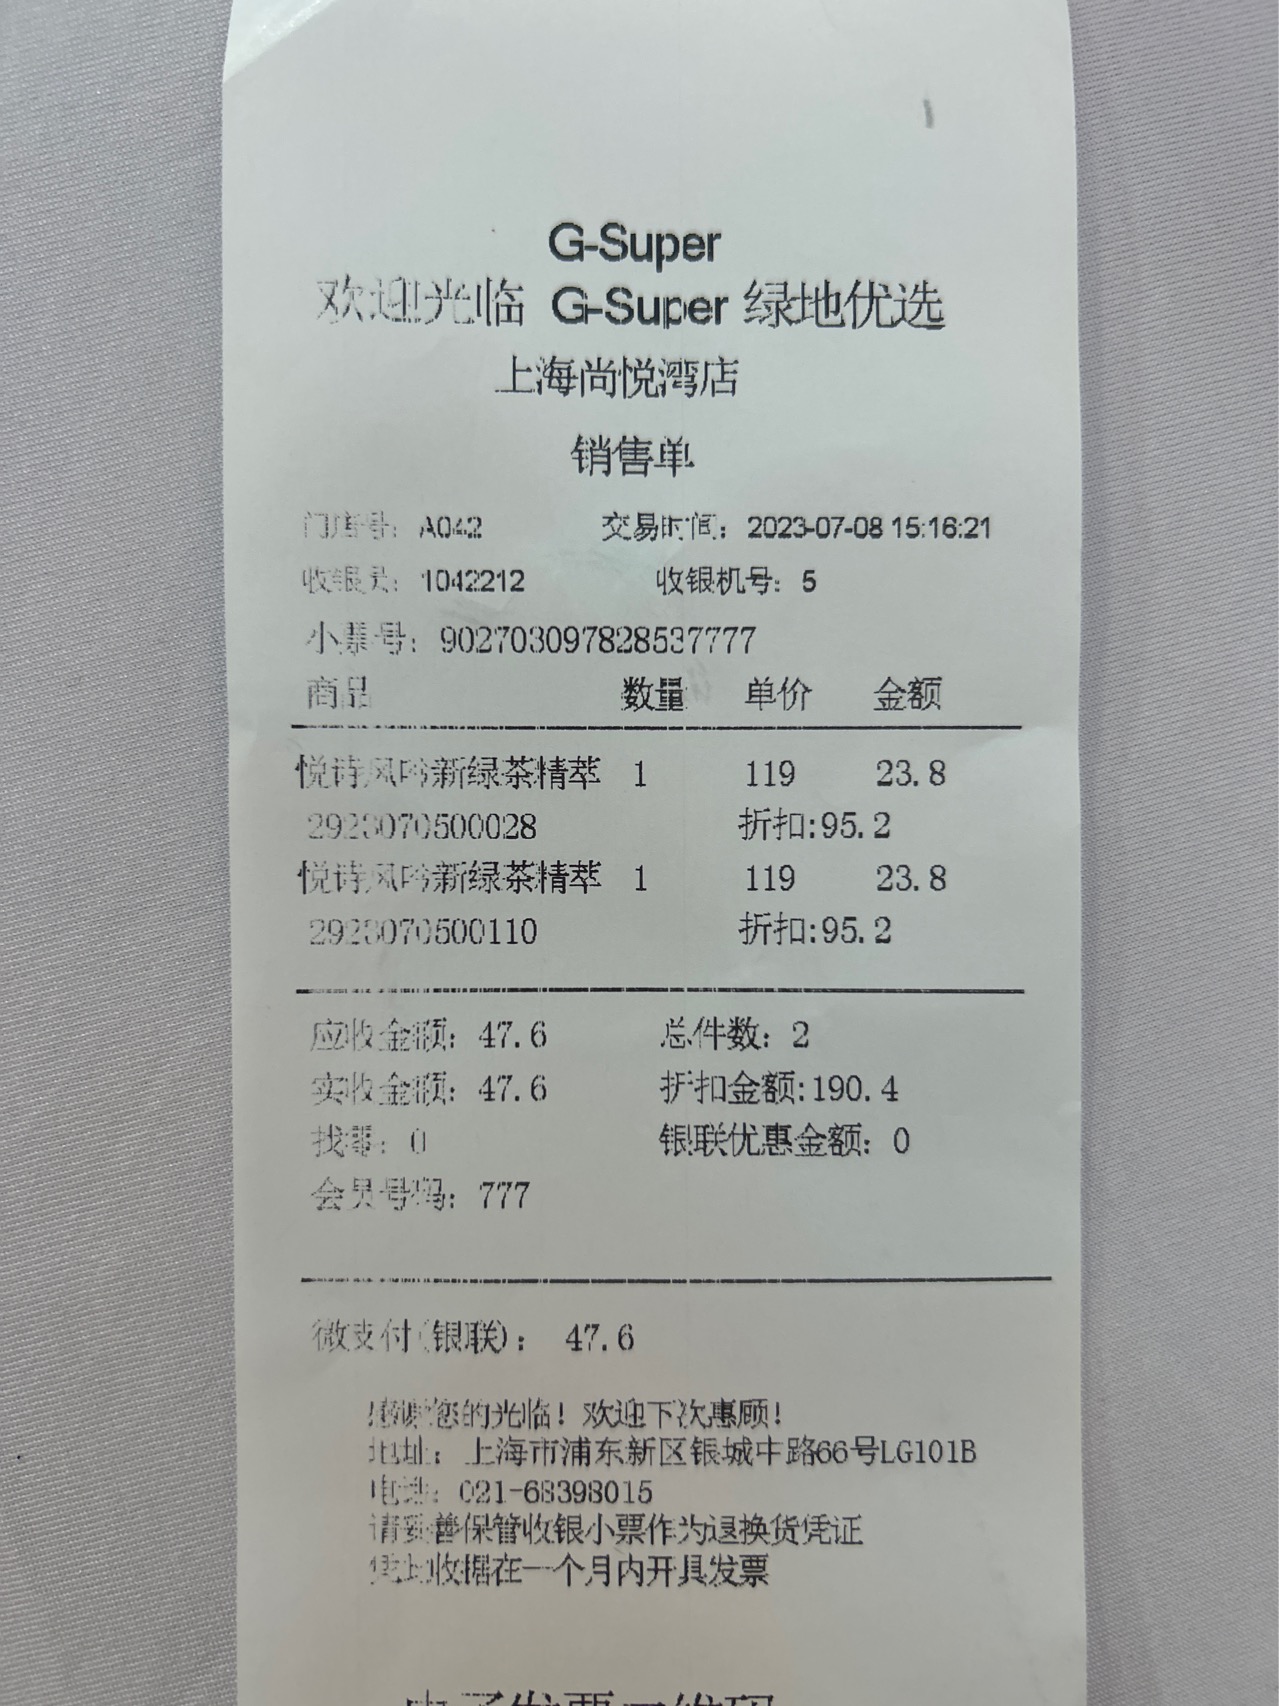 G-Super
欢迎光临 G-Super 绿地优选
上海尚悦湾店
销售单
门店号：A042 交易时间：2023-07-08 15:16:21
收银员：1042212 收银机号：5
小票号：902703097828537777
商品 数量 单价 金额
悦诗风吟新绿茶精萃 1 119 23.8
2923070500028 折扣:95.2
悦诗风吟新绿茶精萃 1 119 23.8
2923070500110 折扣:95.2
应收金额：47.6 总件数：2
实收金额：47.6 折扣金额:190.4
找零：0 银联优惠金额：0
会员号码：777
微支付(银联)： 47.6
感谢您的光临！欢迎下次惠顾！
地址：上海市浦东新区银城中路66号LG101B
电话：021-68398015
请妥善保管收银小票作为退换货凭证
凭此收据在一个月内开具发票
电子发票二维码